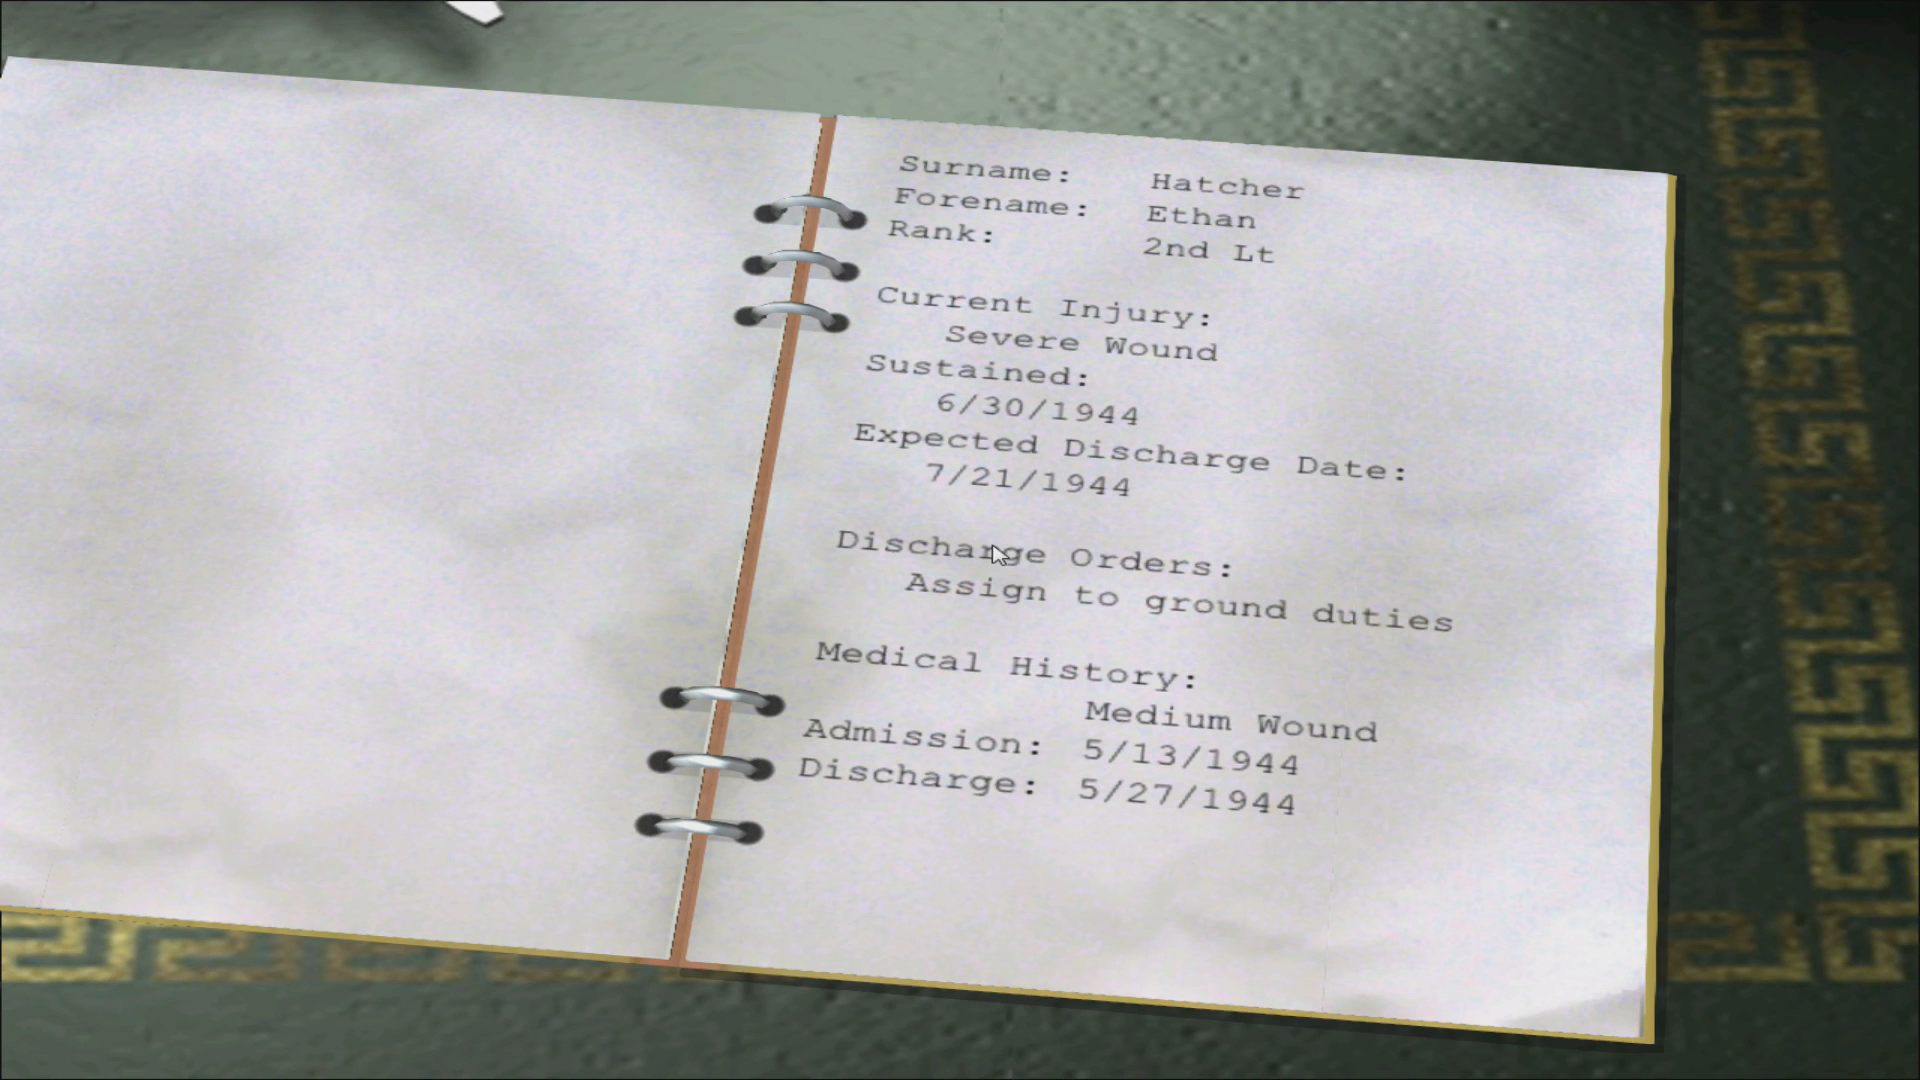 Surname: Hatcher
Forename: Ethan
Rank: 2nd Lt
Current Injury:
Severe Wound
Sustained:
6/30/1944
Expected Discharge Date:
7/21/1944
Discharge Orders:
Assign to ground duties
Medical History:
Medium Wound
Admission: 5/13/1944
Discharge: 5/27/1944